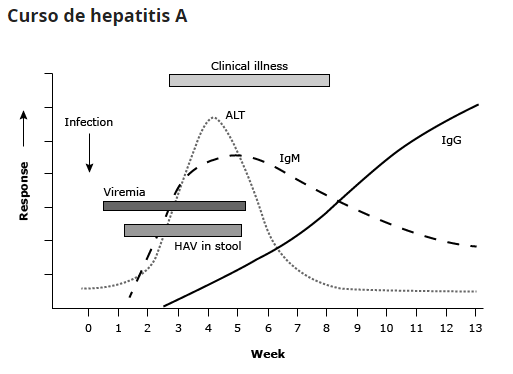 Curso de hepatitis A
Clinical illness
Infection
ALT
IgM
IgG
Viremia
HAV in stool
Response
0 1 2 3 4 5 6 7 8 9 10 11 12 13
Week